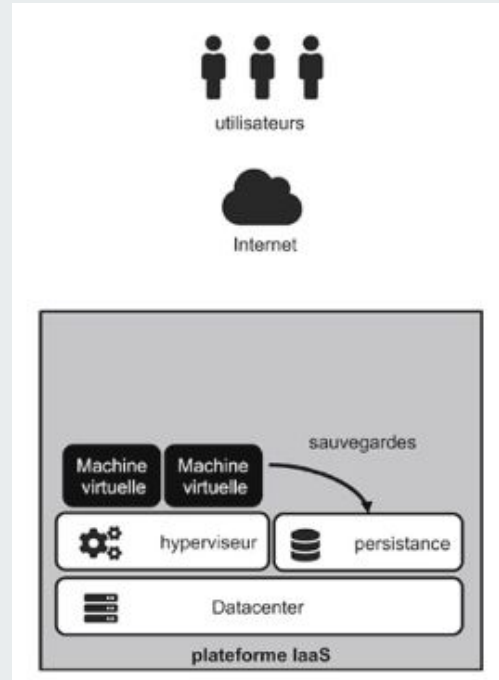 utilisateurs
Internet
sauvegardes
Machine
virtuelle
Machine
virtuelle
hyperviseur
persistance
Datacenter
plateforme IaaS